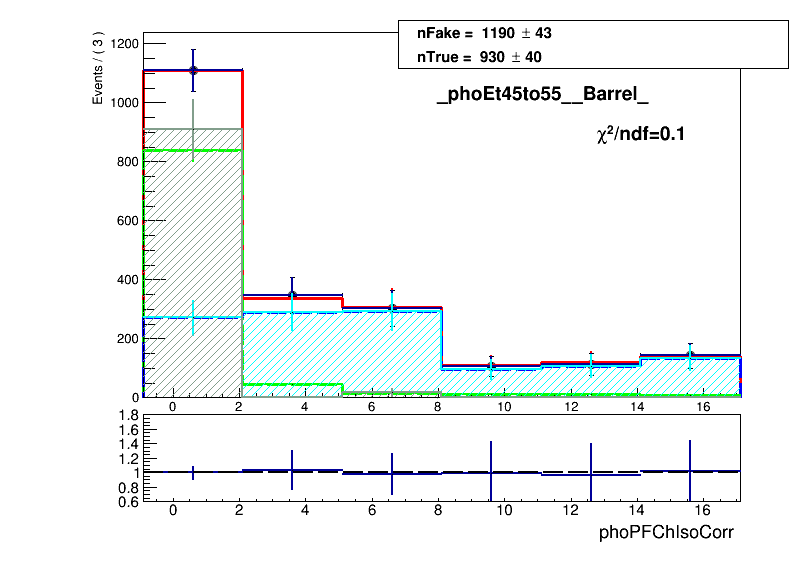 nFake = 1190 ± 43
nTrue = 930 ± 40
_phoEt45to55__Barrel_
χ²/ndf=0.1
Events / ( 3 )
1200
1000
800
600
400
200
0
0 2 4 6 8 10 12 14 16
1.8
1.6
1.4
1.2
1
0.8
0.6
0 2 4 6 8 10 12 14 16
phoPFChIsoCorr